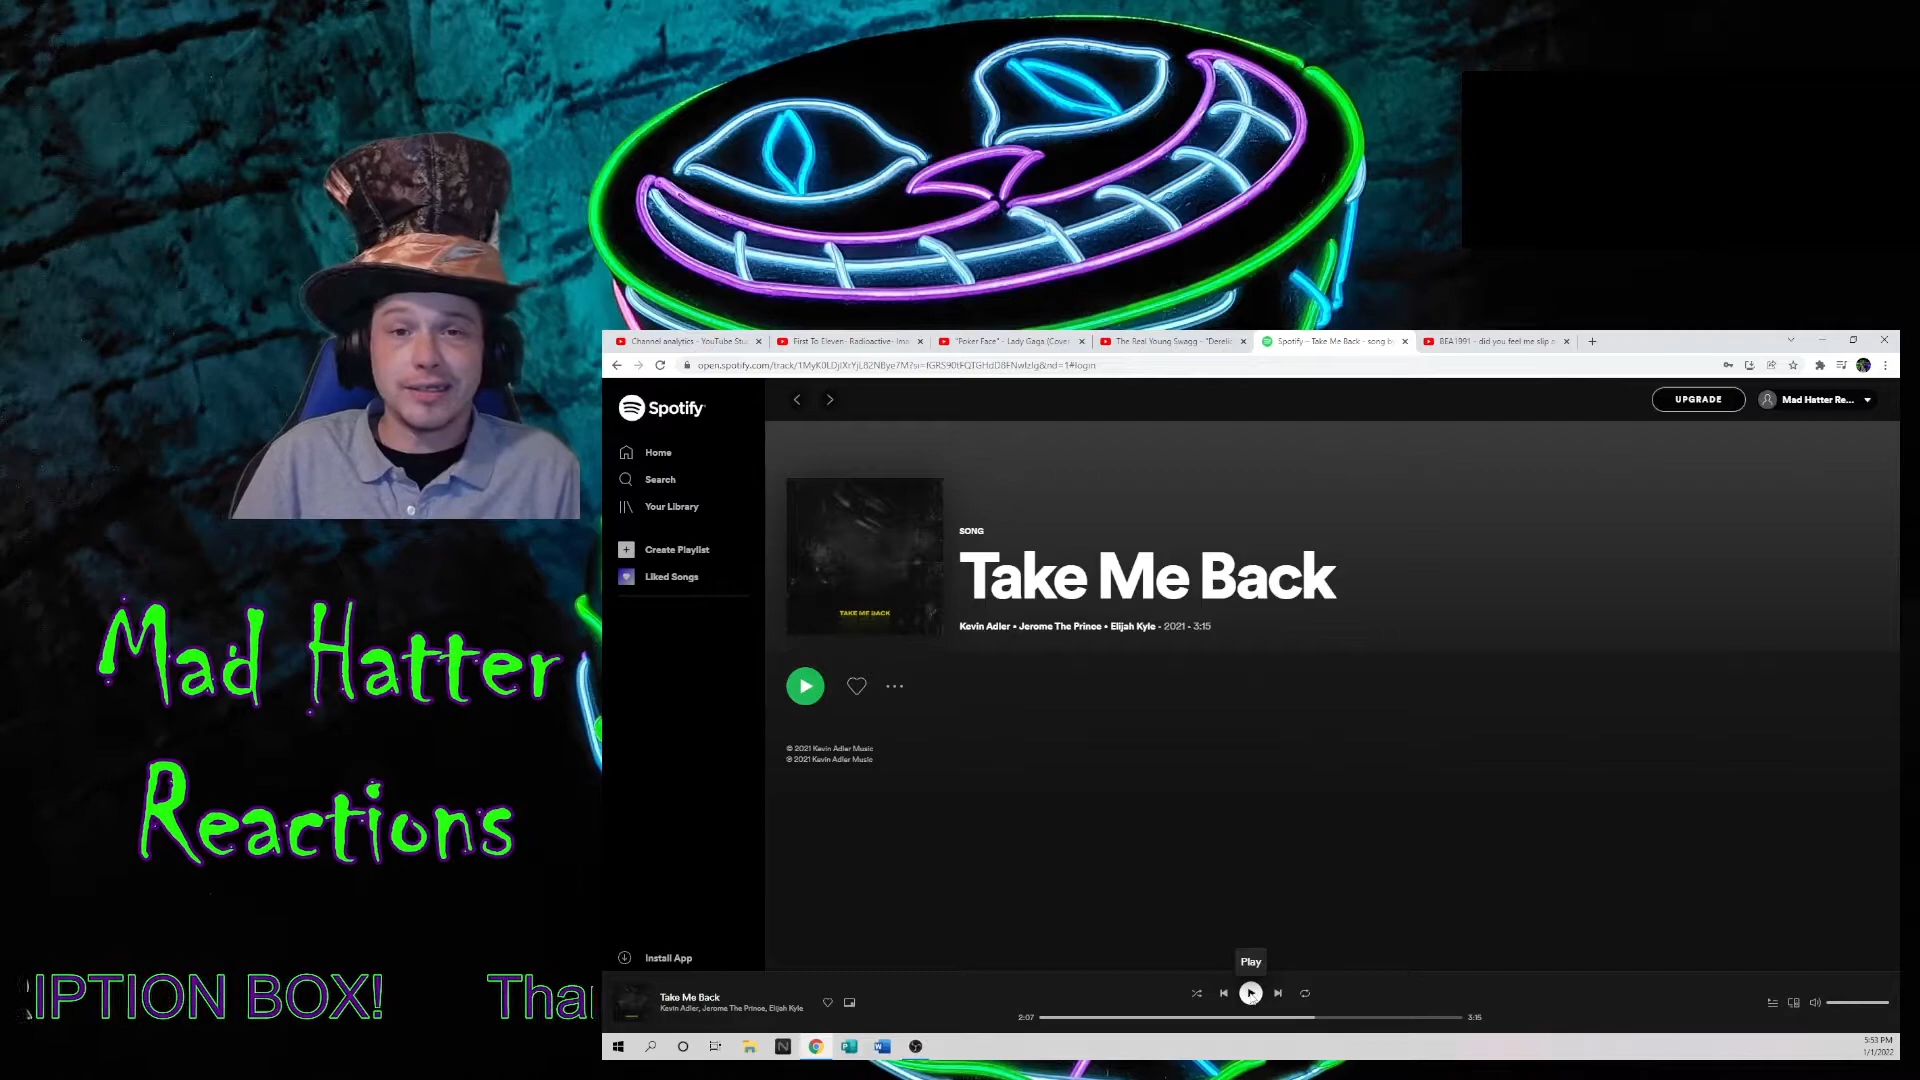 Channel analytics - YouTube Stu
First To Eleven- Radioactive- Im
"Poker Face" - Lady Gaga (Cover
The Real Young Swagg - "Dereli
Spotify – Take Me Back - song b
BEA1991 - did you feel me slip a
Spotify
UPGRADE
Mad Hatter Re...
Home
Search
Your Library
Create Playlist
Liked Songs
TAKE ME BACK
SONG
Take Me Back
Kevin Adler • Jerome The Prince • Elijah Kyle - 2021 - 3:15
© 2021 Kevin Adler Music
℗ 2021 Kevin Adler Music
Mad Hatter
Reactions
IPTION BOX!
Tha
Install App
Play
Take Me Back
Kevin Adler, Jerome The Prince, Elijah Kyle
2:07
3:15
5:53 PM
1/1/2022